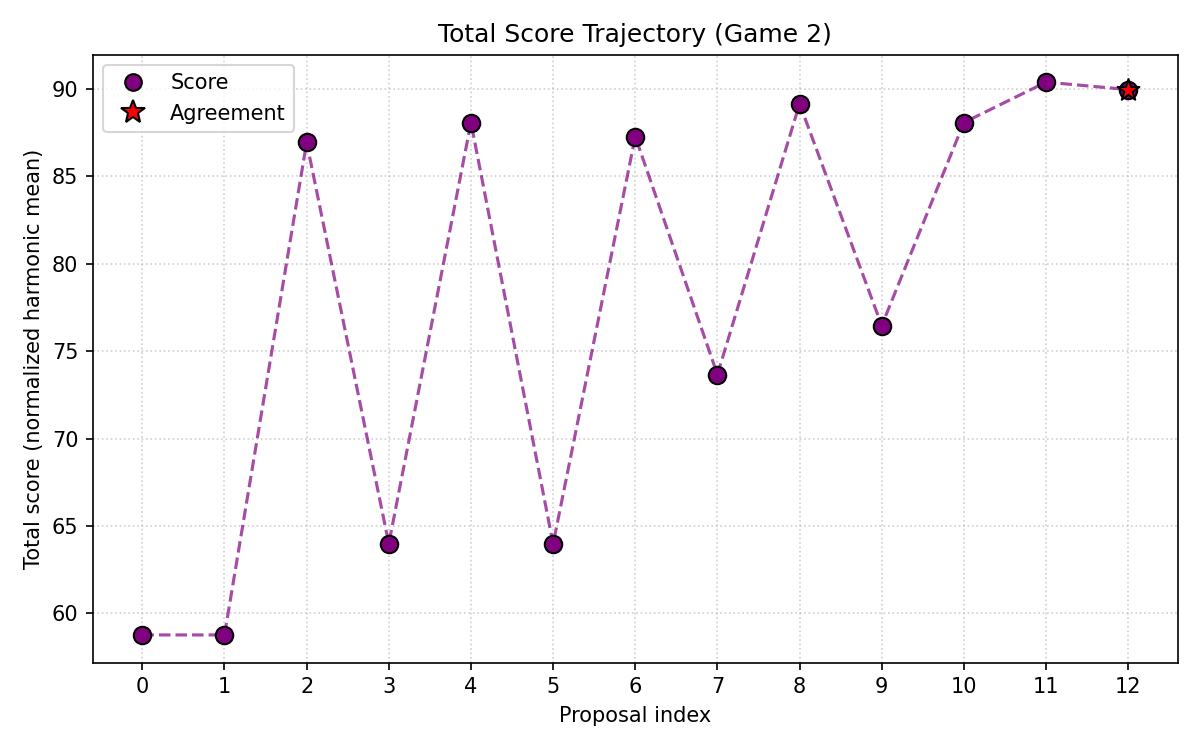 Total Score Trajectory (Game 2)
Score
Agreement
Total score (normalized harmonic mean)
90
85
80
75
70
65
60
0 1 2 3 4 5 6 7 8 9 10 11 12
Proposal index